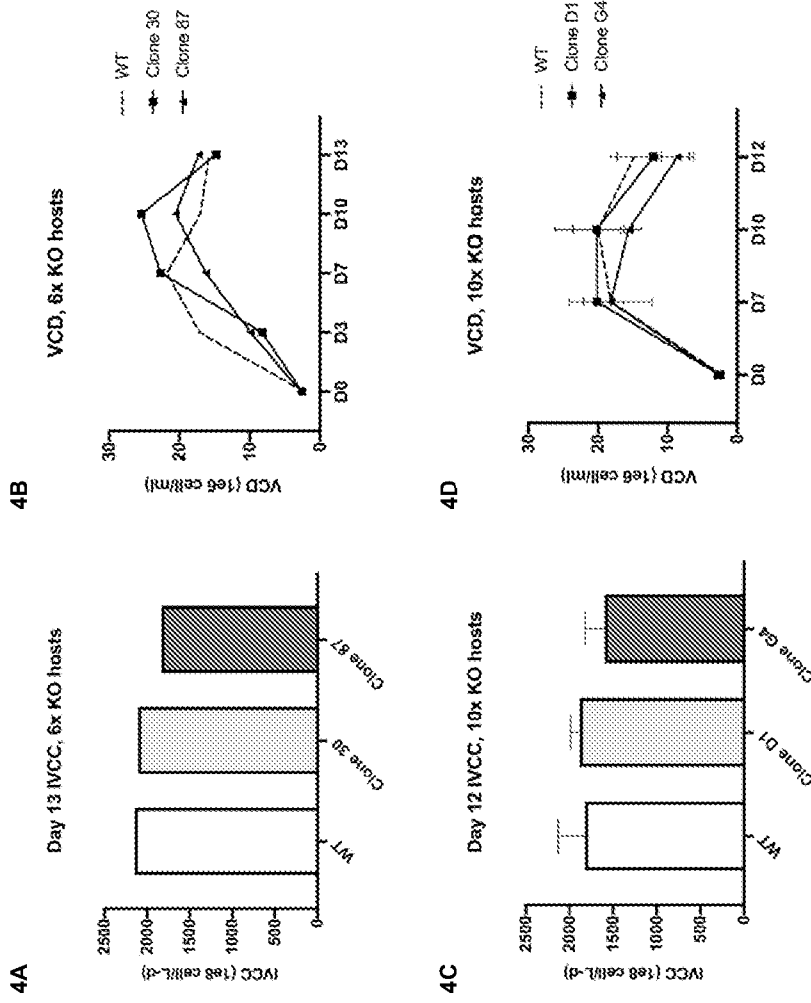 4A
Day 13 IVCC, 6x KO hosts
IVCC (1e8 cell/L-d)
2500
2000
1500
1000
500
0
WT
Clone 30
Clone 87
4B
VCD, 6x KO hosts
VCD (1e6 cell/ml)
30
20
10
0
D0
D3
D7
D10
D13
WT
Clone 30
Clone 87
4C
Day 12 IVCC, 10x KO hosts
IVCC (1e8 cell/L-d)
2500
2000
1500
1000
500
0
WT
Clone D1
Clone G4
4D
VCD, 10x KO hosts
VCD (1e6 cell/ml)
30
20
10
0
D0
D7
D10
D12
WT
Clone D1
Clone G4